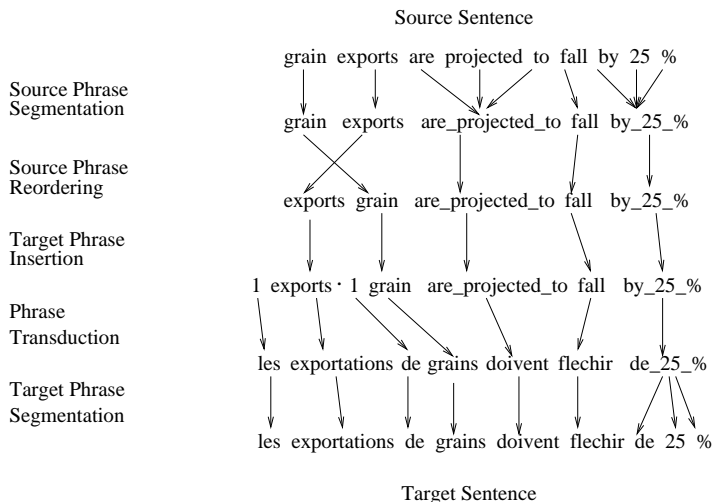 Source Sentence
grain exports are projected to fall by 25 %
Source Phrase
Segmentation
grain exports are_projected_to fall by_25_%
Source Phrase
Reordering
exports grain are_projected_to fall by_25_%
Target Phrase
Insertion
1 exports · 1 grain are_projected_to fall by_25_%
Phrase
Transduction
les exportations de grains doivent flechir de_25_%
Target Phrase
Segmentation
les exportations de grains doivent flechir de 25 %
Target Sentence